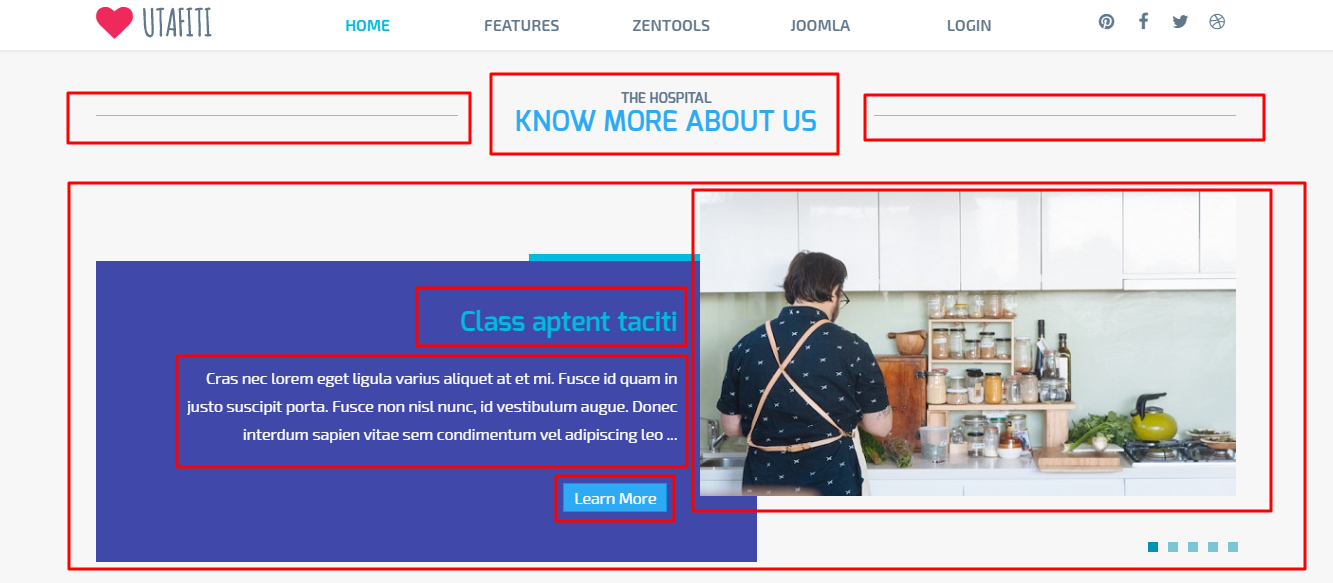 UTAFITI
HOME
FEATURES
ZENTOOLS
JOOMLA
LOGIN
THE HOSPITAL
KNOW MORE ABOUT US
Class aptent taciti
Cras nec lorem eget ligula varius aliquet at et mi. Fusce id quam in
justo suscipit porta. Fusce non nisl nunc, id vestibulum augue. Donec
interdum sapien vitae sem condimentum vel adipiscing leo ...
Learn More